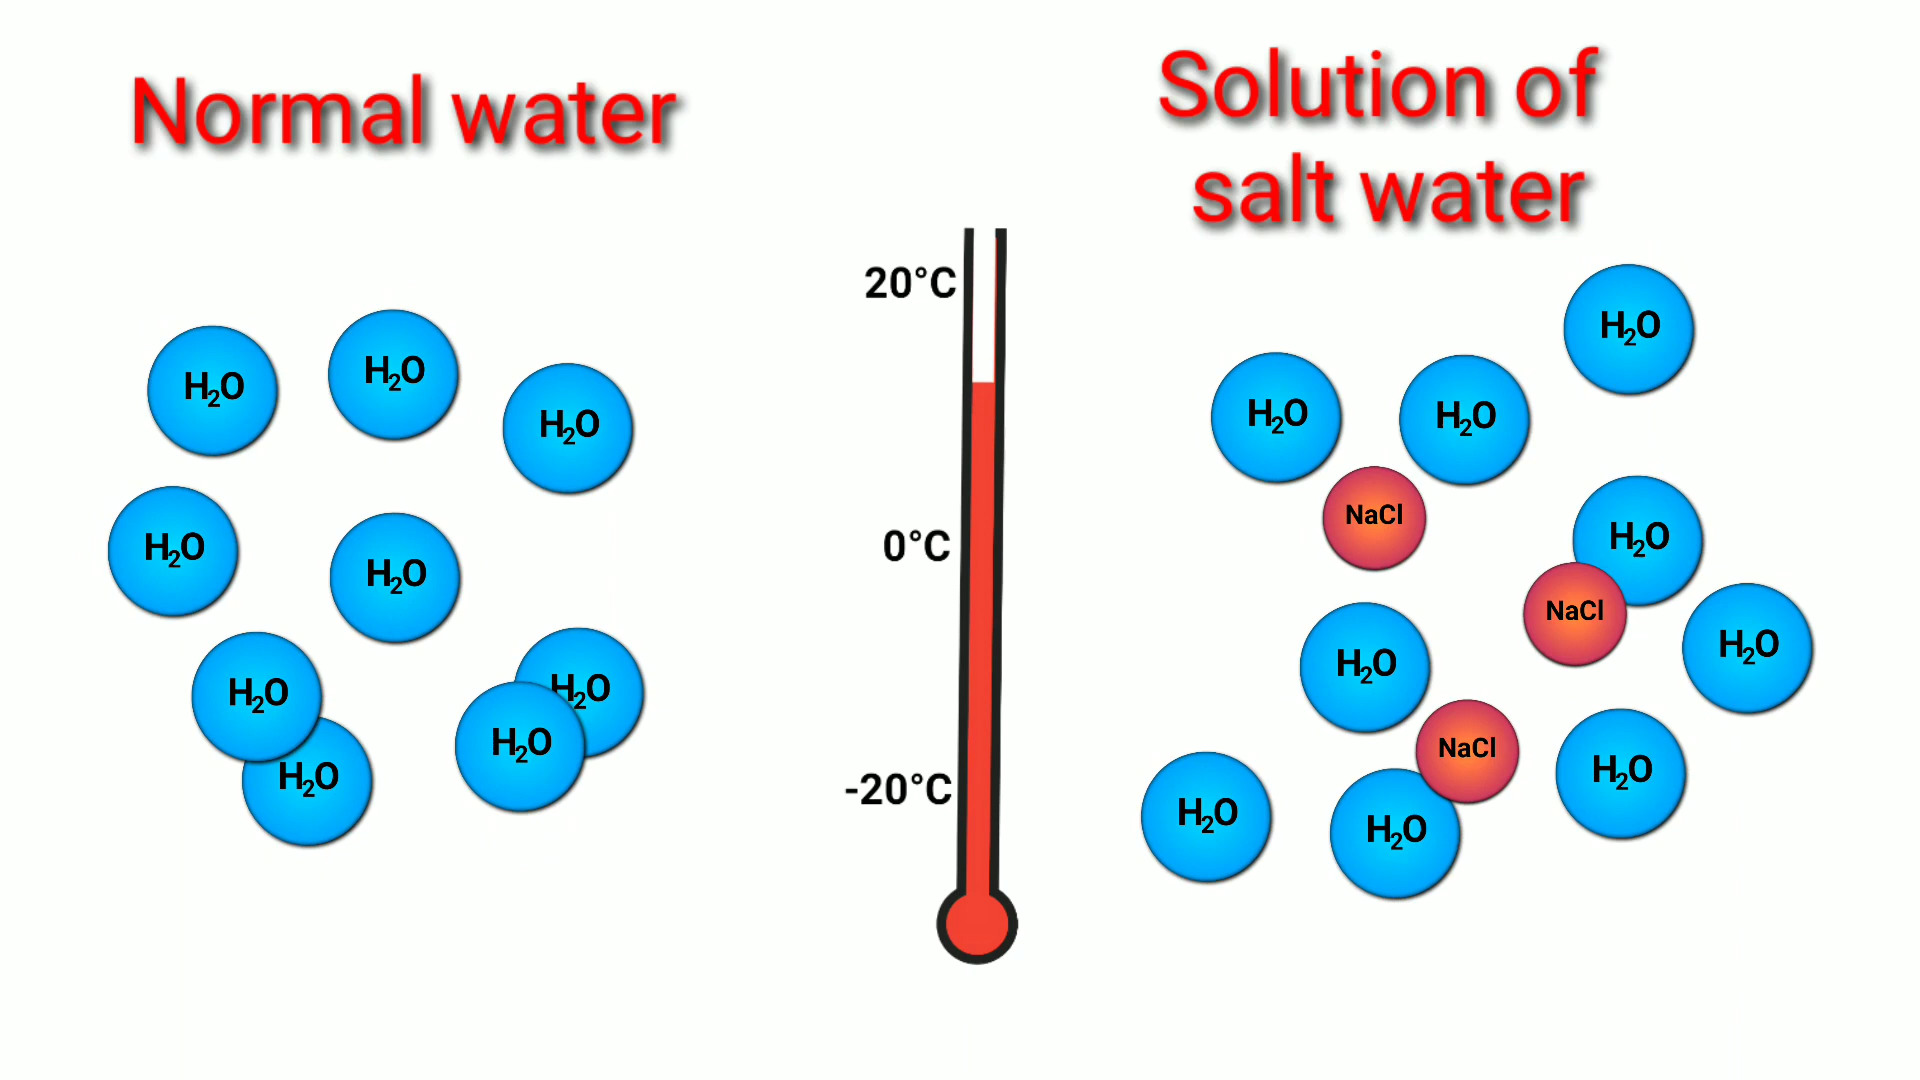 Normal water
Solution of
salt water
20°C
0°C
-20°C
H₂O
H₂O
H₂O
H₂O
H₂O
H₂O
H₂O
H₂O
H₂O
H₂O
H₂O
H₂O
NaCl
H₂O
NaCl
H₂O
H₂O
NaCl
H₂O
H₂O
H₂O